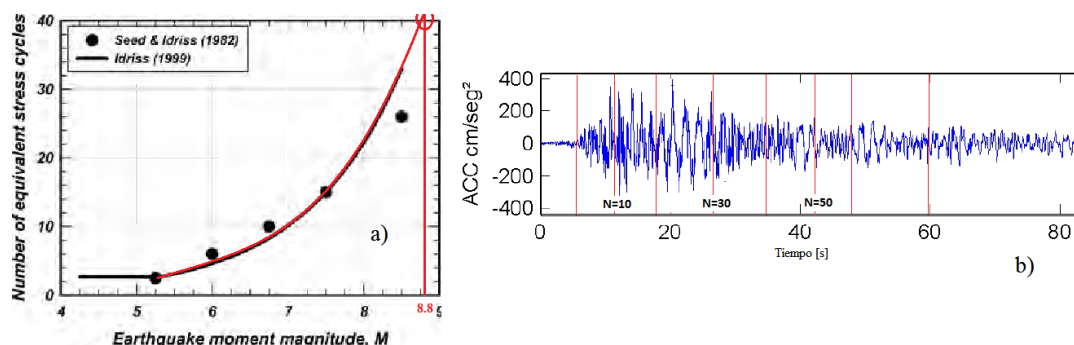 Number of equivalent stress cycles
40
30
20
10
0
Seed & Idriss (1982)
Idriss (1999)
a)
4
5
6
7
8
8.8
9
Earthquake moment magnitude, M
ACC cm/seg²
400
200
0
-200
-400
N=10
N=30
N=50
0
20
40
60
80
Tiempo [s]
b)